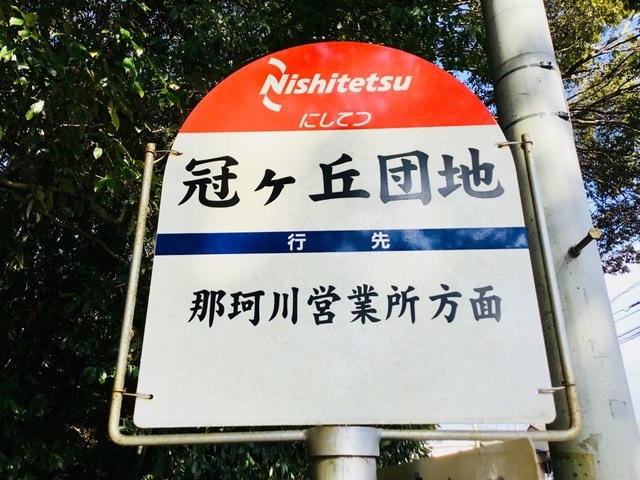 Nishitetsu
にしてつ
冠ヶ丘団地
行先
那珂川営業所方面